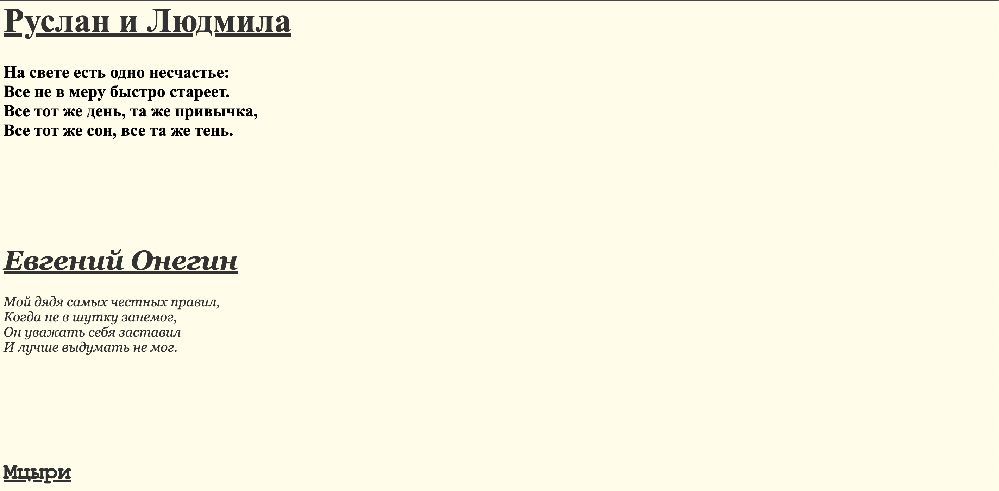 Руслан и Людмила
На свете есть одно несчастье:
Все не в меру быстро стареет.
Все тот же день, та же привычка,
Все тот же сон, все та же тень.
Евгений Онегин
Мой дядя самых честных правил,
Когда не в шутку занемог,
Он уважать себя заставил
И лучше выдумать не мог.
Мцыри